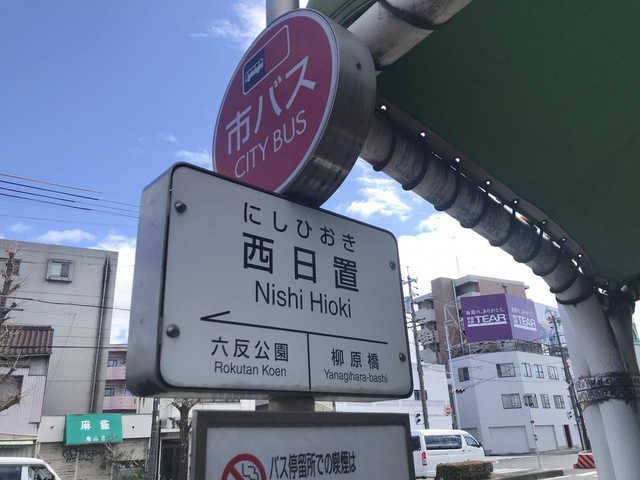 市バス
CITY BUS
にしひおき
西日置
Nishi Hioki
六反公園
Rokutan Koen
柳原橋
Yanagihara-bashi
バス停留所での喫煙は
麻雀
TEAR
TEAR